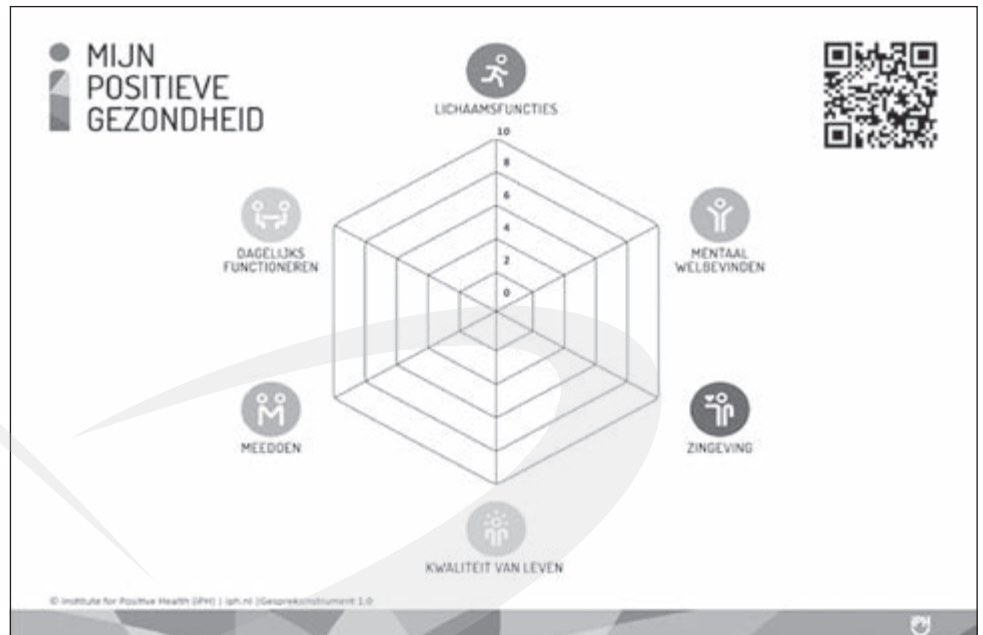 MIJN
POSITIEVE
GEZONDHEID
LICHAAMSFUNCTIES
10
8
6
4
2
0
DAGELIJKS
FUNCTIONEREN
MENTAAL
WELBEVINDEN
MEEDOEN
ZINGEVING
KWALITEIT VAN LEVEN
© Institute for Positive Health (iPH) | iph.nl |Gespreksinstrument 1.0